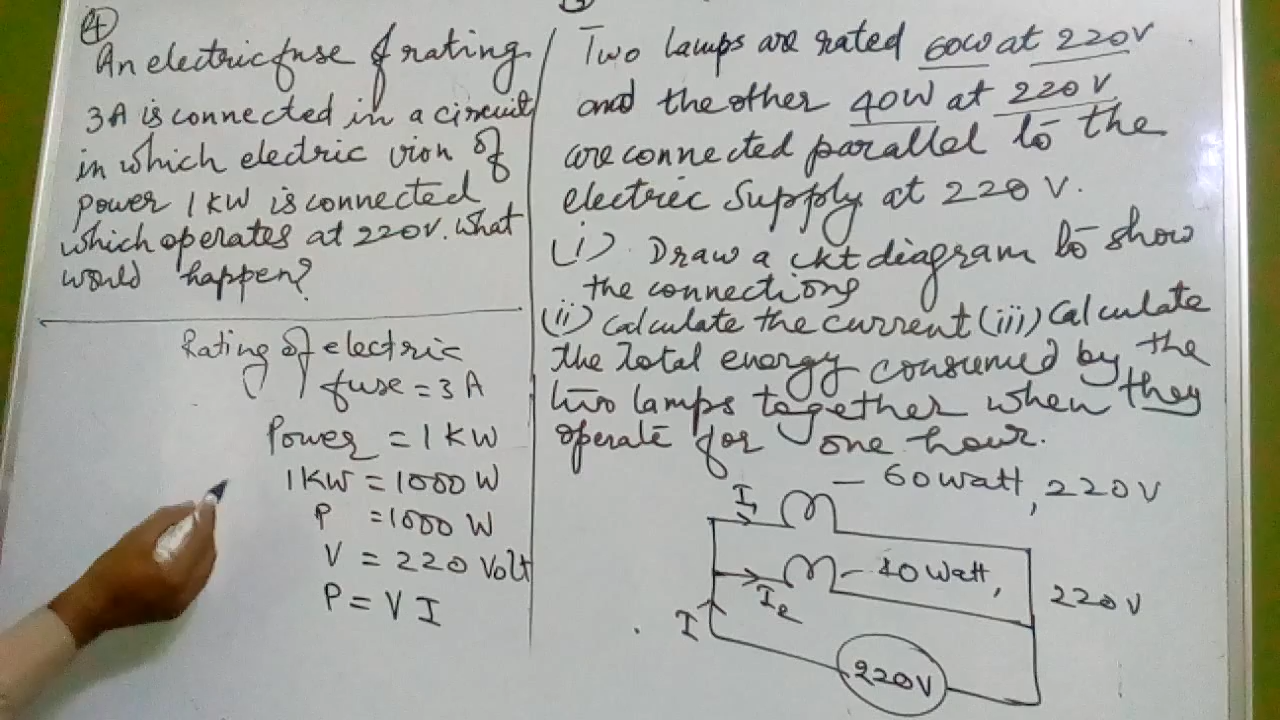 4
An electric fuse of rating
3A is connected in a circuit
in which electric vion of
power 1 KW is connected
which operates at 220V. What
would happen?
Rating of electric
fuse = 3 A
Power = 1 KW
1 KW = 1000 W
P = 1000 W
V = 220 Volt
P = V I
Two lamps are rated 60W at 220V
and the other 40W at 220V
are connected parallel to the
electric supply at 220 V.
(i) Draw a ckt diagram to show
the connections
(ii) Calculate the current (iii) Calculate
the total energy consumed by the
two lamps together when they
operate for one hour.
I1 – 60 watt, 220V
I2 – 40 watt, 220V
I
220V